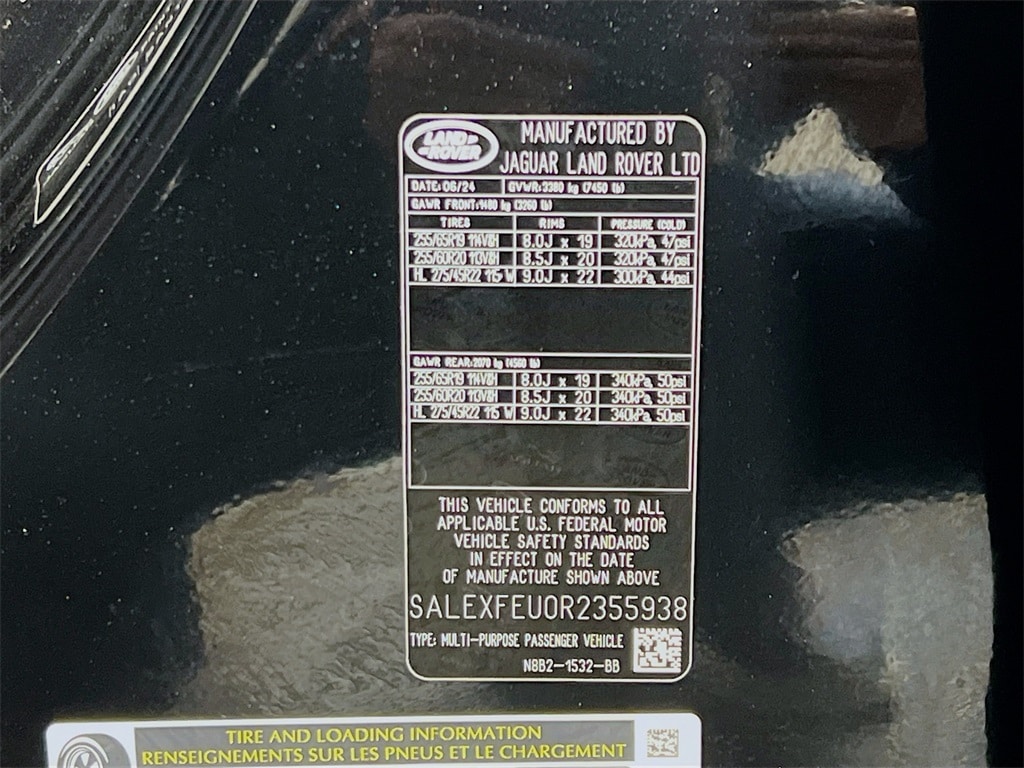 LAND ROVER
MANUFACTURED BY
JAGUAR LAND ROVER LTD
DATE: 06/24 GVWR:3380 kg (7450 lb)
GAWR FRONT:1480 kg (3260 lb)
TIRES RIMS PRESSURE (COLD)
255/65R19 114V8H 8.0J x 19 320kPa, 47psi
255/60R20 113V8H 8.5J x 20 320kPa, 47psi
HL 275/45R22 115 W 9.0J x 22 300kPa, 44psi
GAWR REAR:2070 kg (4560 lb)
255/65R19 114V8H 8.0J x 19 340kPa, 50psi
255/60R20 113V8H 8.5J x 20 340kPa, 50psi
HL 275/45R22 115 W 9.0J x 22 340kPa, 50psi
THIS VEHICLE CONFORMS TO ALL
APPLICABLE U.S. FEDERAL MOTOR
VEHICLE SAFETY STANDARDS
IN EFFECT ON THE DATE
OF MANUFACTURE SHOWN ABOVE
SALEXFEU0R2355938
TYPE: MULTI-PURPOSE PASSENGER VEHICLE
N8B2-1532-BB
TIRE AND LOADING INFORMATION
RENSEIGNEMENTS SUR LES PNEUS ET LE CHARGEMENT